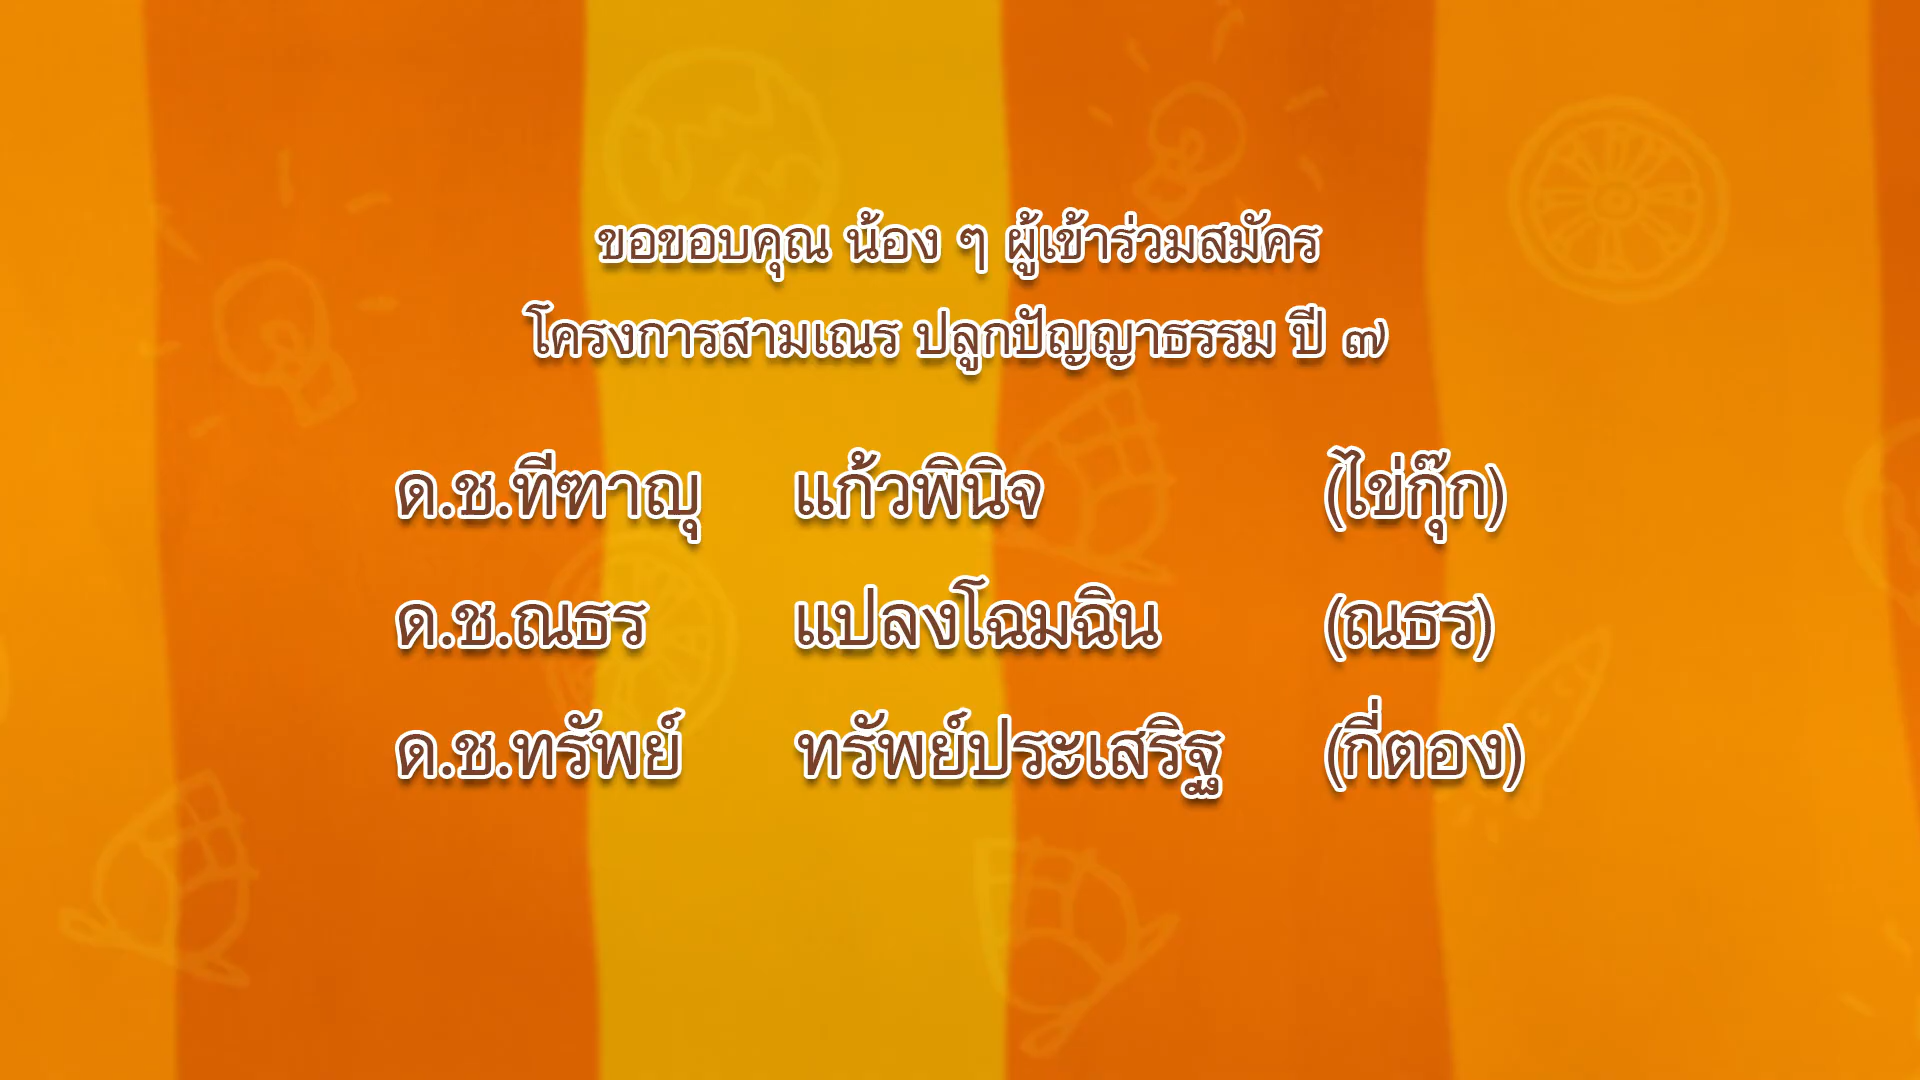 ขอขอบคุณ น้อง ๆ ผู้เข้าร่วมสมัคร
โครงการสามเณร ปลูกปัญญาธรรม ปี ๗
ด.ช.ทีฑาญุ แก้วพินิจ (ไข่กุ๊ก)
ด.ช.ณธร แปลงโฉมฉิน (ณธร)
ด.ช.ทรัพย์ ทรัพย์ประเสริฐ (กี่ตอง)